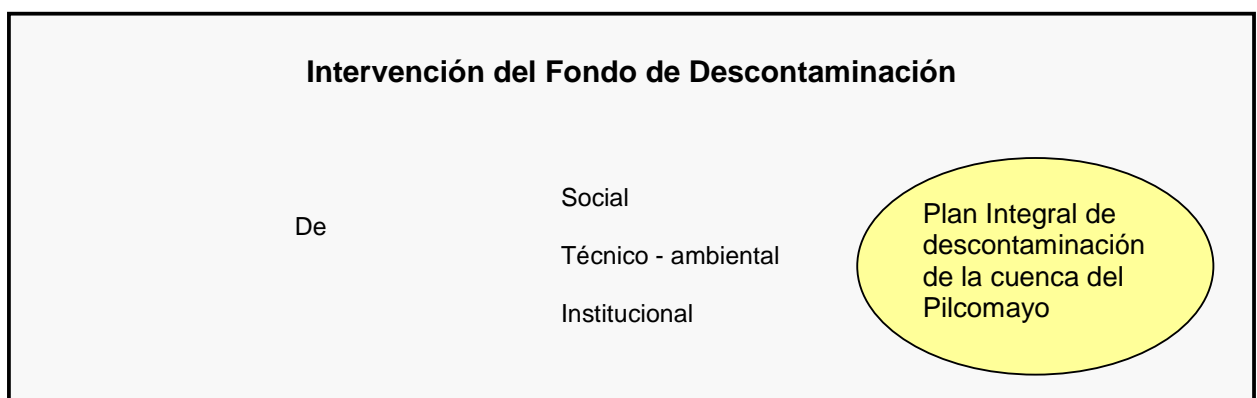 Intervención del Fondo de Descontaminación
De
Social
Técnico - ambiental
Institucional
Plan Integral de
descontaminación
de la cuenca del
Pilcomayo